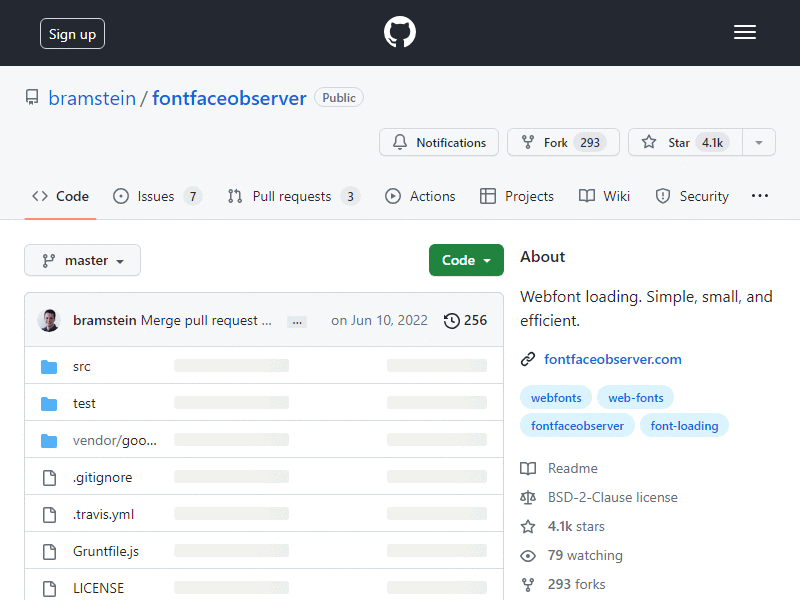 Sign up
bramstein / fontfaceobserver Public
Notifications Fork 293 Star 4.1k
Code Issues 7 Pull requests 3 Actions Projects Wiki Security
master Code
bramstein Merge pull request ... ... on Jun 10, 2022 256
src
test
vendor/goo...
.gitignore
.travis.yml
Gruntfile.js
LICENSE
About
Webfont loading. Simple, small, and
efficient.
fontfaceobserver.com
webfonts web-fonts
fontfaceobserver font-loading
Readme
BSD-2-Clause license
4.1k stars
79 watching
293 forks